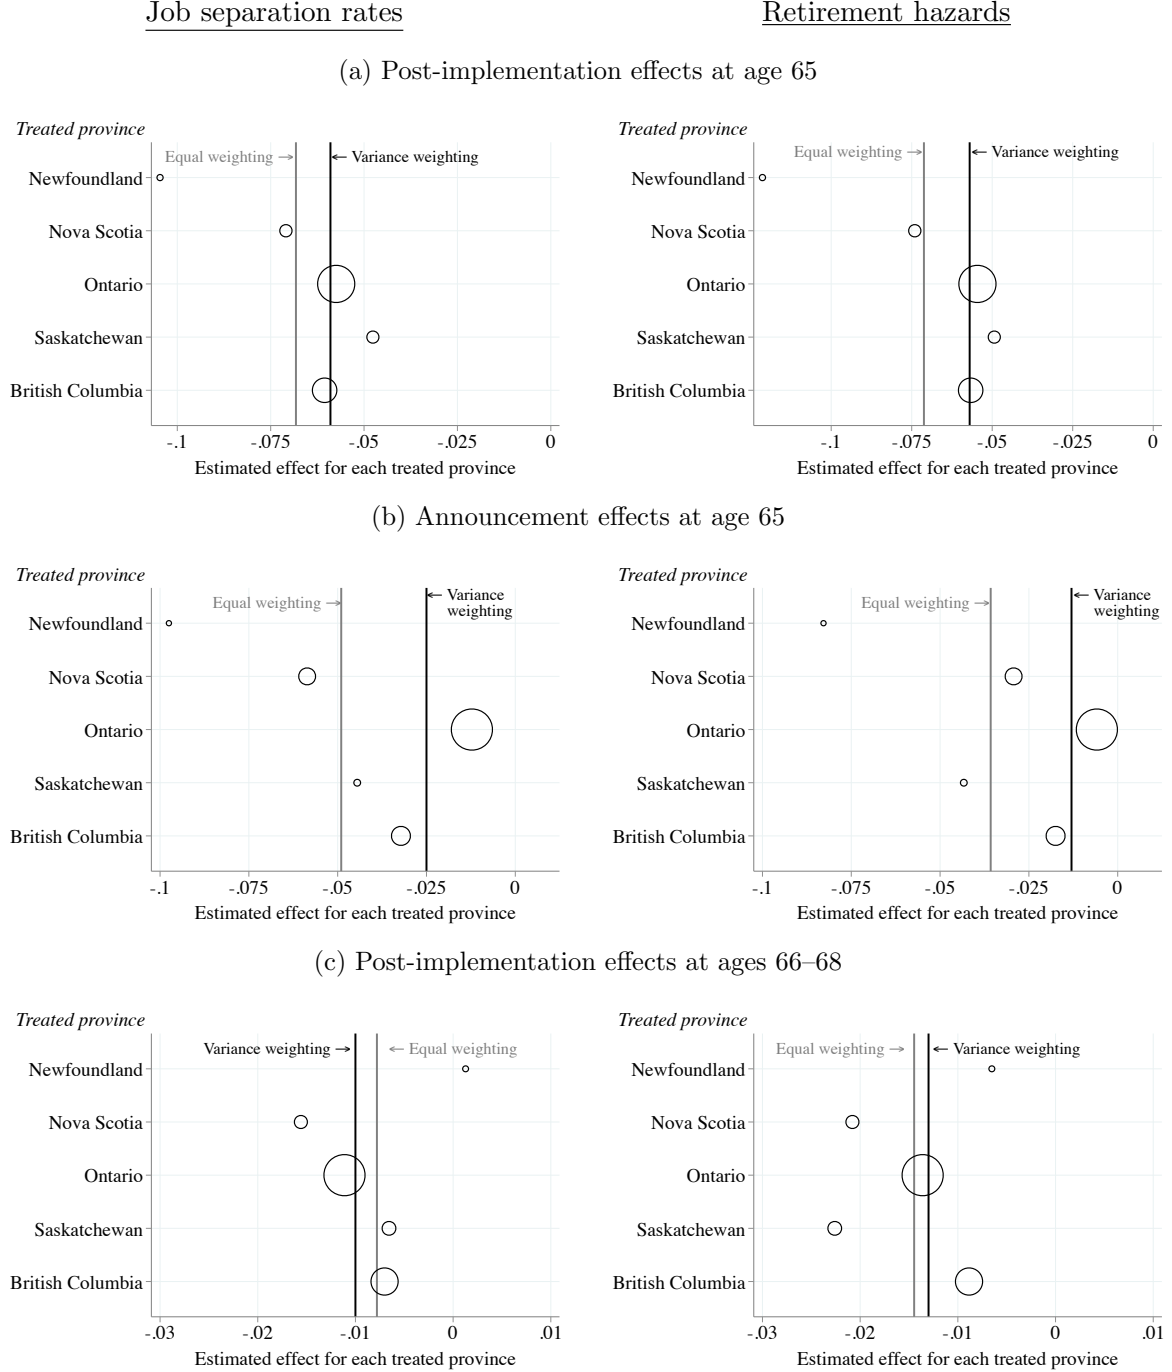 Job separation rates
Retirement hazards
(a) Post-implementation effects at age 65
Treated province
Equal weighting →
← Variance weighting
Newfoundland
Nova Scotia
Ontario
Saskatchewan
British Columbia
-.1 -.075 -.05 -.025 0
Estimated effect for each treated province
Treated province
Equal weighting →
← Variance weighting
Newfoundland
Nova Scotia
Ontario
Saskatchewan
British Columbia
-.1 -.075 -.05 -.025 0
Estimated effect for each treated province
(b) Announcement effects at age 65
Treated province
← Variance
weighting
Equal weighting →
Newfoundland
Nova Scotia
Ontario
Saskatchewan
British Columbia
-.1 -.075 -.05 -.025 0
Estimated effect for each treated province
Treated province
← Variance
weighting
Equal weighting →
Newfoundland
Nova Scotia
Ontario
Saskatchewan
British Columbia
-.1 -.075 -.05 -.025 0
Estimated effect for each treated province
(c) Post-implementation effects at ages 66–68
Treated province
Variance weighting →
← Equal weighting
Newfoundland
Nova Scotia
Ontario
Saskatchewan
British Columbia
-.03 -.02 -.01 0 .01
Estimated effect for each treated province
Treated province
Equal weighting →
← Variance weighting
Newfoundland
Nova Scotia
Ontario
Saskatchewan
British Columbia
-.03 -.02 -.01 0 .01
Estimated effect for each treated province